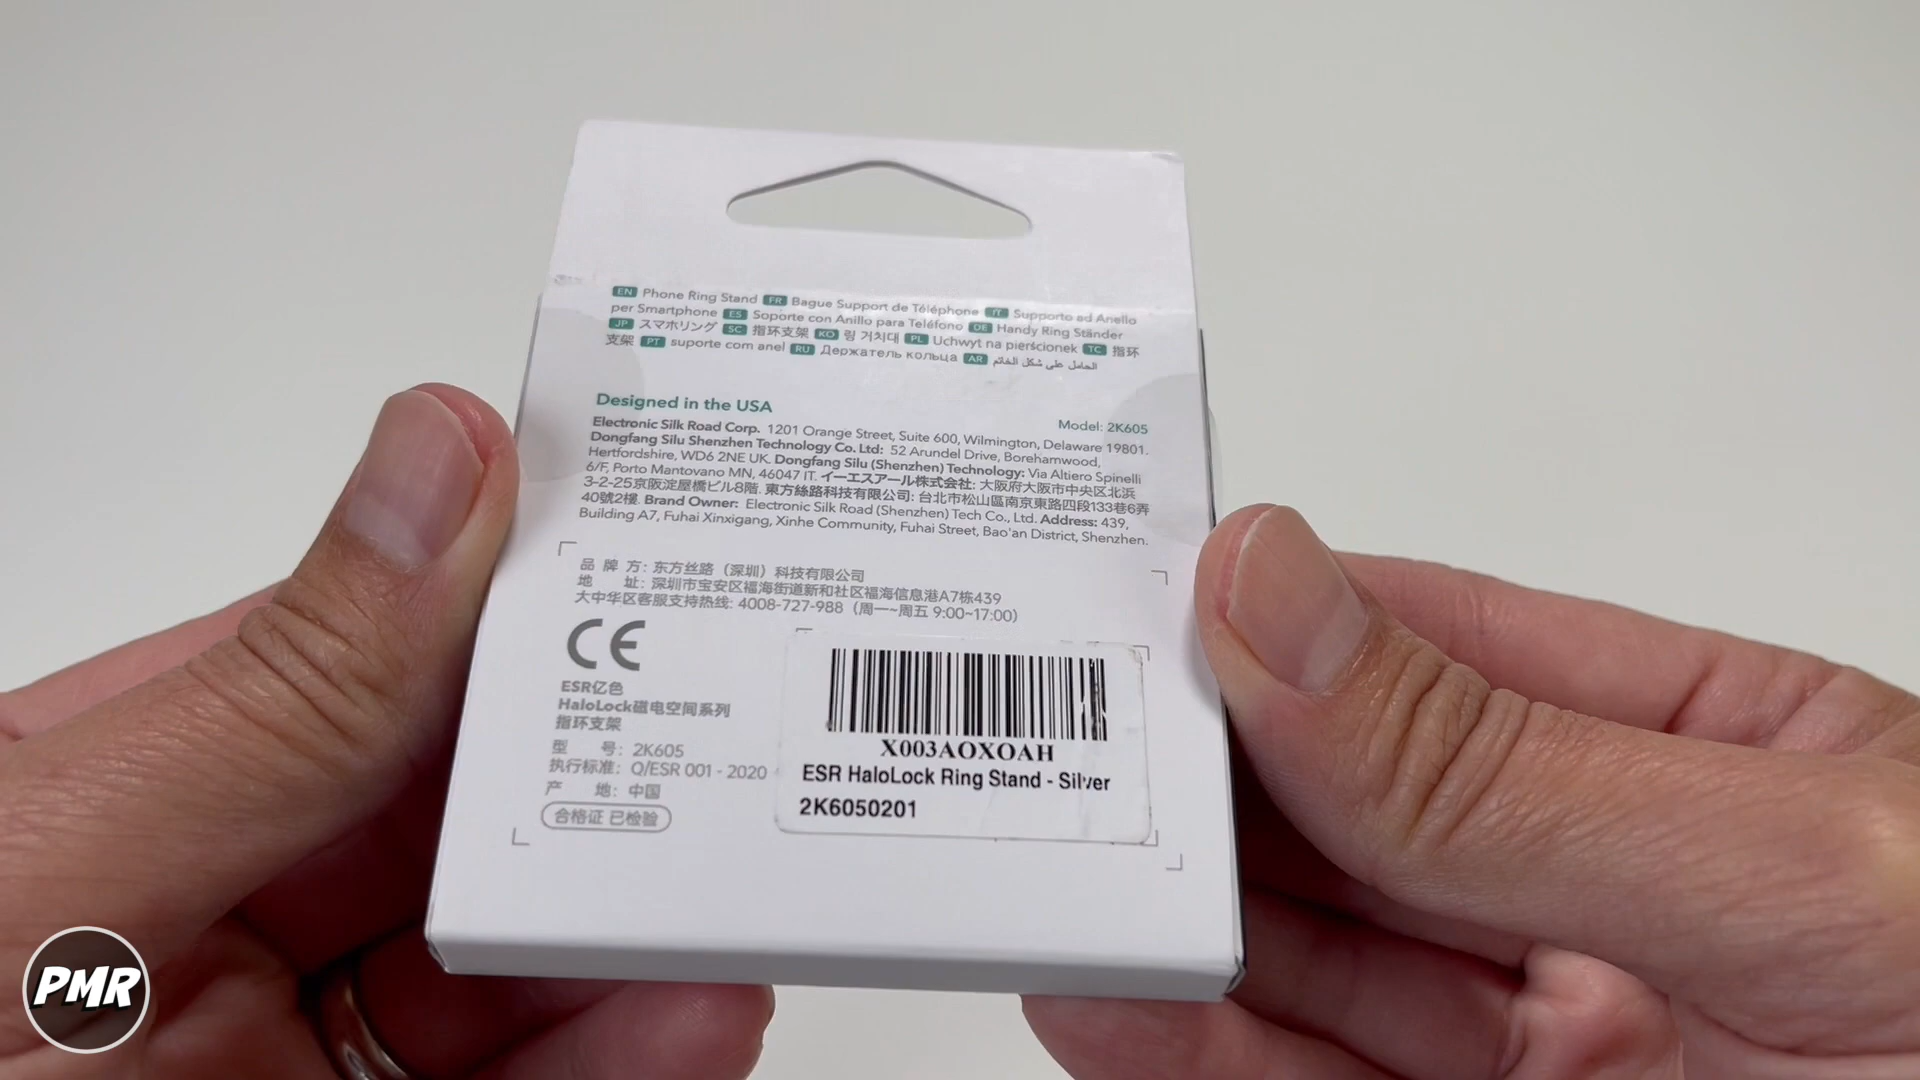 EN Phone Ring Stand FR Bague Support de Téléphone IT Supporto ad Anello
per Smartphone ES Soporte con Anillo para Teléfono DE Handy Ring Ständer
JP スマホリング SC 指环支架 KO 링 거치대 PL Uchwyt na pierścionek TC 指环
支架 PT suporte com anel RU Держатель кольца AR الحامل على شكل الخاتم
Designed in the USA
Model: 2K605
Electronic Silk Road Corp. 1201 Orange Street, Suite 600, Wilmington, Delaware 19801.
Dongfang Silu Shenzhen Technology Co. Ltd: 52 Arundel Drive, Borehamwood,
Hertfordshire, WD6 2NE UK. Dongfang Silu (Shenzhen) Technology: Via Altiero Spinelli
6/F, Porto Mantovano MN, 46047 IT. イーエスアール株式会社: 大阪府大阪市中央区北浜
3-2-25京阪淀屋橋ビル8階. 東方絲路科技有限公司: 台北市松山區南京東路四段133巷6弄
40號2樓. Brand Owner: Electronic Silk Road (Shenzhen) Tech Co., Ltd. Address: 439,
Building A7, Fuhai Xinxigang, Xinhe Community, Fuhai Street, Bao'an District, Shenzhen.
品 牌 方: 东方丝路（深圳）科技有限公司
地 址: 深圳市宝安区福海街道新和社区福海信息港A7栋439
大中华区客服支持热线: 4008-727-988（周一~周五 9:00~17:00）
CE
ESR亿色
HaloLock磁电空间系列
指环支架
型 号: 2K605
执行标准: Q/ESR 001 - 2020
产 地: 中国
合格证 已检验
X003AOXOAH
ESR HaloLock Ring Stand - Silver
2K6050201
PMR